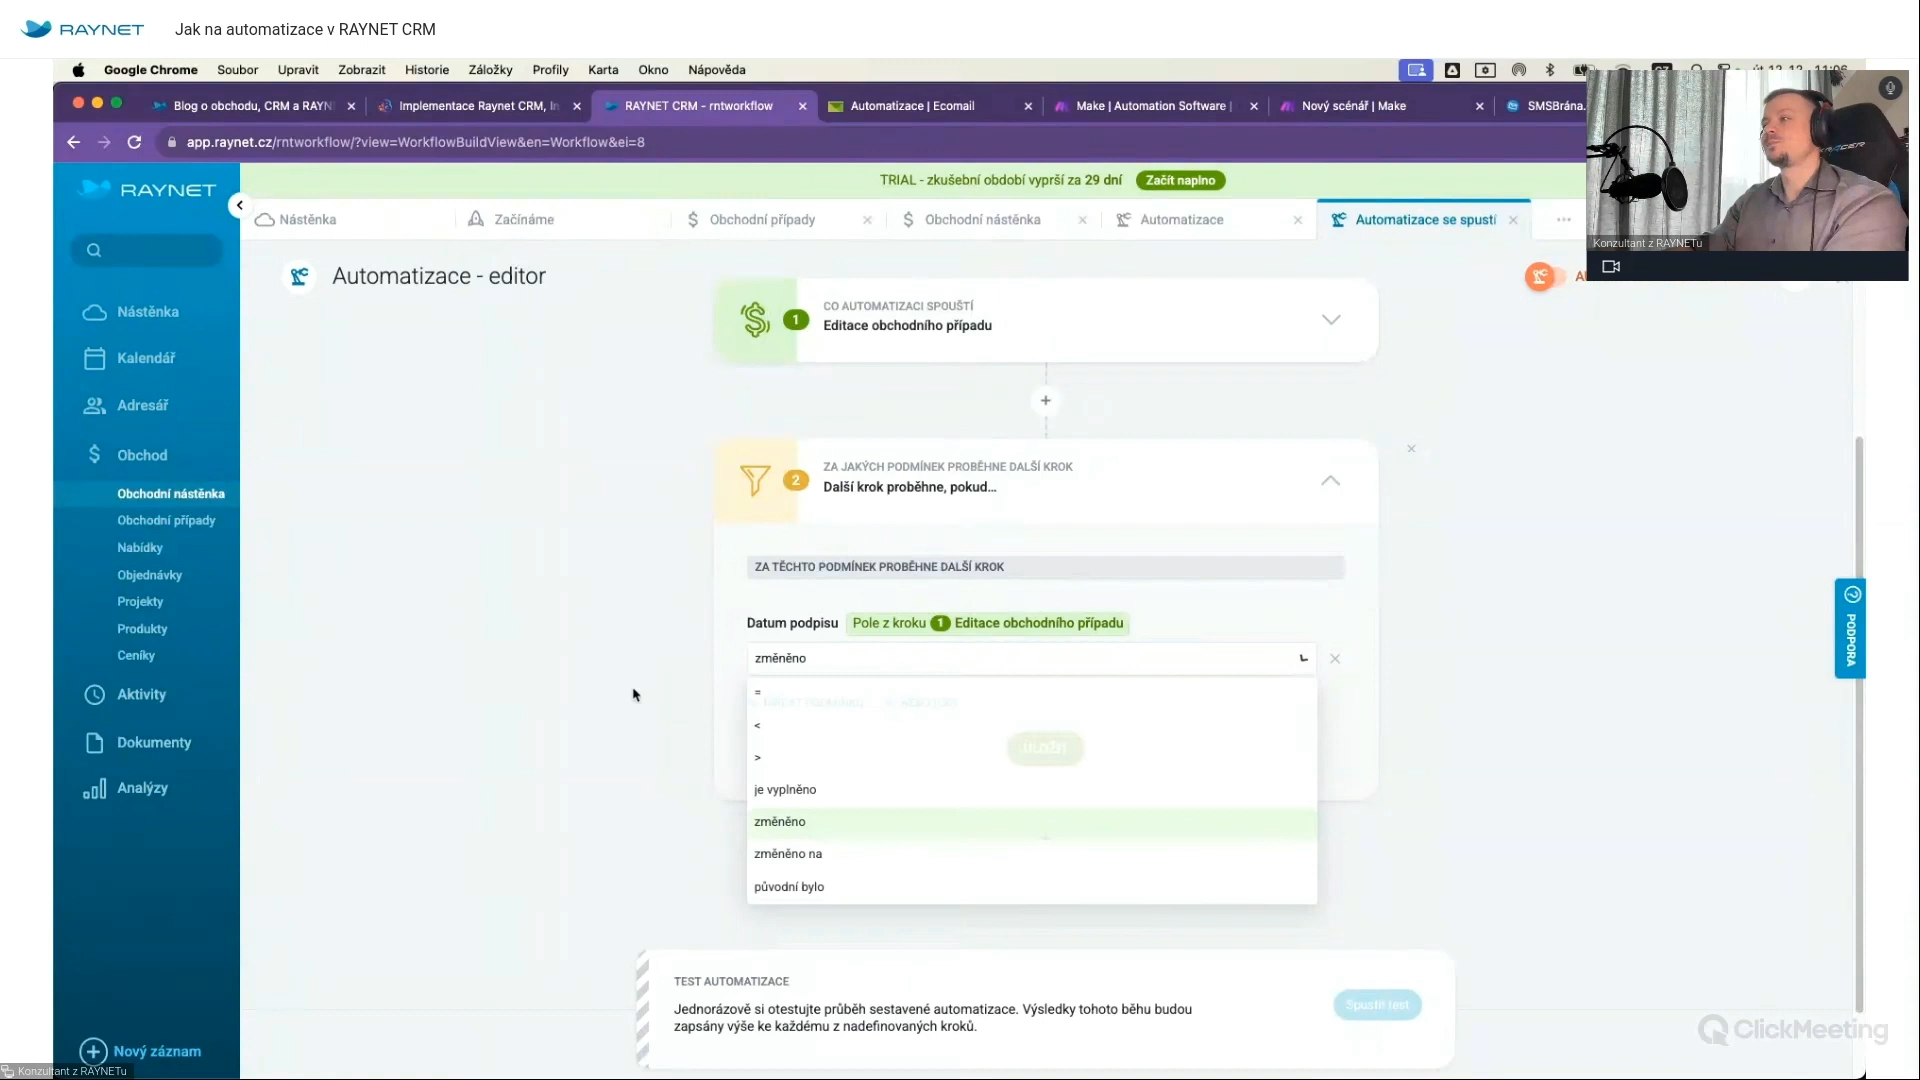 RAYNET
Jak na automatizace v RAYNET CRM
Google Chrome Soubor Upravit Zobrazit Historie Záložky Profily Karta Okno Nápověda
Blog o obchodu, CRM a RAYN
Implementace Raynet CRM, In
RAYNET CRM - rntworkflow
Automatizace | Ecomail
Make | Automation Software |
Nový scénář | Make
SMSBrána.
app.raynet.cz/rntworkflow/?view=WorkflowBuildView&en=Workflow&ei=8
RAYNET
TRIAL - zkušební období vyprší za 29 dní Začít naplno
Nástěnka
Začínáme
Obchodní případy
Obchodní nástěnka
Automatizace
Automatizace se spustí
Konzultant z RAYNETu
Automatizace - editor
Nástěnka
Kalendář
Adresář
Obchod
Obchodní nástěnka
Obchodní případy
Nabídky
Objednávky
Projekty
Produkty
Ceníky
Aktivity
Dokumenty
Analýzy
Nový záznam
1
CO AUTOMATIZACI SPOUŠTÍ
Editace obchodního případu
+
2
ZA JAKÝCH PODMÍNEK PROBĚHNE DALŠÍ KROK
Další krok proběhne, pokud...
ZA TĚCHTO PODMÍNEK PROBĚHNE DALŠÍ KROK
Datum podpisu Pole z kroku 1 Editace obchodního případu
změněno
=
<
>
je vyplněno
změněno
změněno na
původní bylo
ULOŽIT
TEST AUTOMATIZACE
Jednorázově si otestujte průběh sestavené automatizace. Výsledky tohoto běhu budou
zapsány výše ke každému z nadefinovaných kroků.
Spustit test
PODPORA
ClickMeeting
Konzultant z RAYNETu